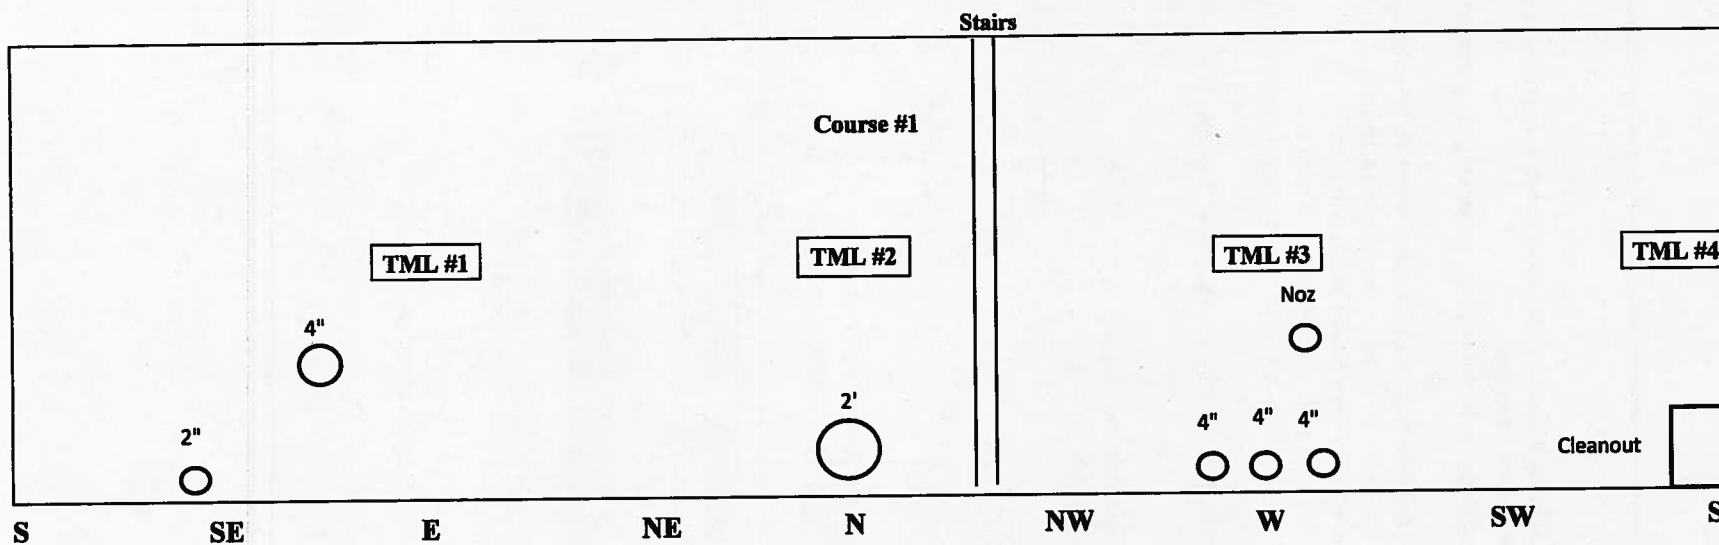 Stairs
Course #1
TML #1
TML #2
TML #3
TML #4
Noz
4"
2'
4" 4" 4"
2"
Cleanout
S SE E NE N NW W SW S